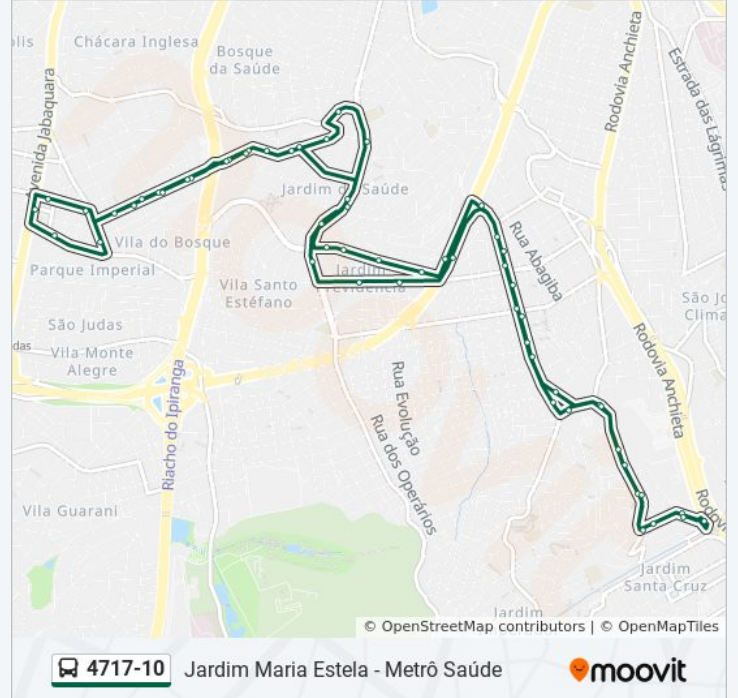 olis
Chácara Inglesa
Bosque
da Saúde
venida Jabaquara
Rodovia Anchieta
Estrada das Lágrimas
Jardim da Saúde
Vila do Bosque
Parque Imperial
Vila Santo
Estéfano
Jardim
Rua Abagiba
São Jo
Clima
São Judas
das
Vila Monte
Alegre
Riacho do Ipiranga
Rua Evolução
Rua dos Operários
Rodovia Anchieta
Vila Guarani
Rodovi
Jardim
Santa Cruz
Jardim
© OpenStreetMap contributors | © OpenMapTiles
4717-10 Jardim Maria Estela - Metrô Saúde moovit